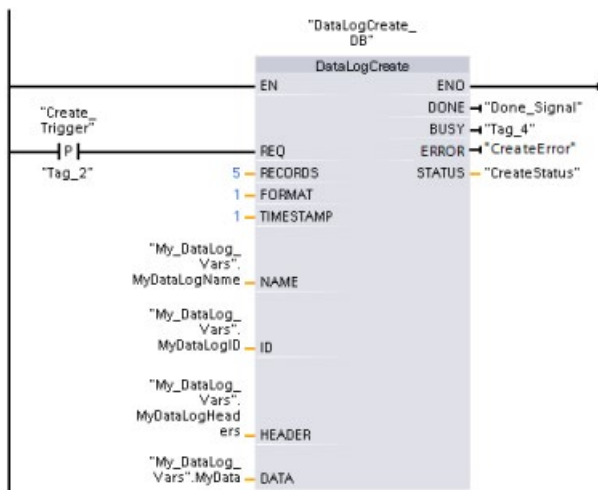 "DataLogCreate_
DB"
DataLogCreate
EN ENO
DONE "Done_Signal"
"Create_
Trigger"
BUSY "Tag_4"
P REQ ERROR "CreateError"
"Tag_2"
5 RECORDS STATUS "CreateStatus"
1 FORMAT
1 TIMESTAMP
"My_DataLog_
Vars".
MyDataLogName NAME
"My_DataLog_
Vars".
MyDataLogID ID
"My_DataLog_
Vars".
MyDataLogHead
ers HEADER
"My_DataLog_
Vars".MyData DATA